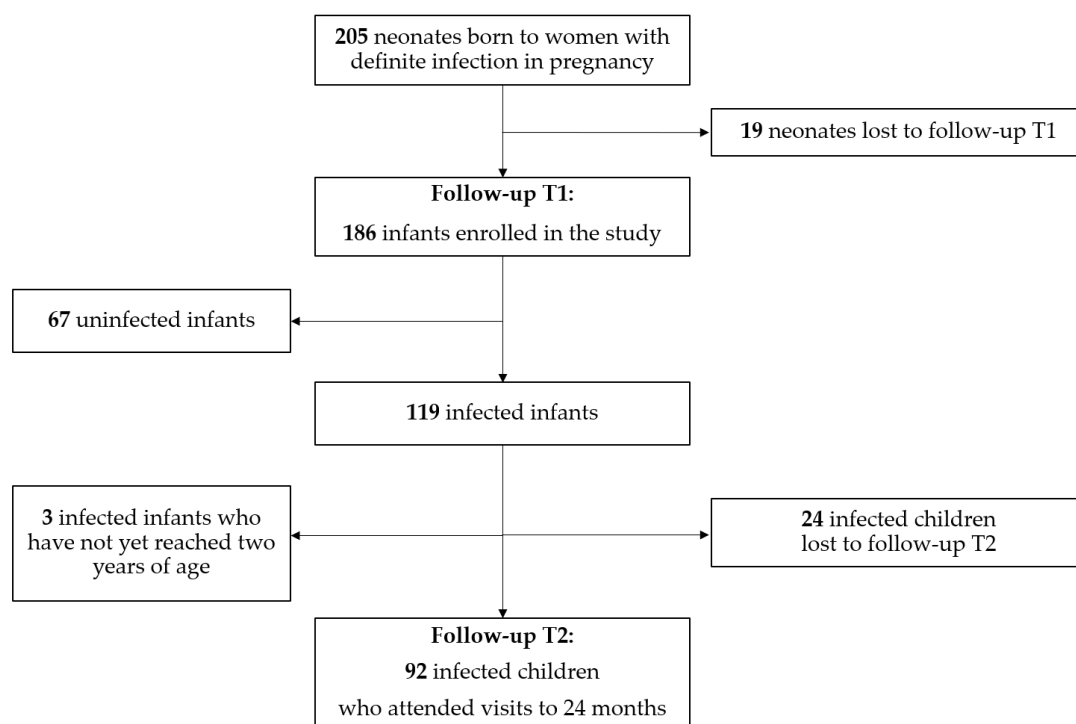 205 neonates born to women with
definite infection in pregnancy
19 neonates lost to follow-up T1
Follow-up T1:
186 infants enrolled in the study
67 uninfected infants
119 infected infants
3 infected infants who
have not yet reached two
years of age
24 infected children
lost to follow-up T2
Follow-up T2:
92 infected children
who attended visits to 24 months